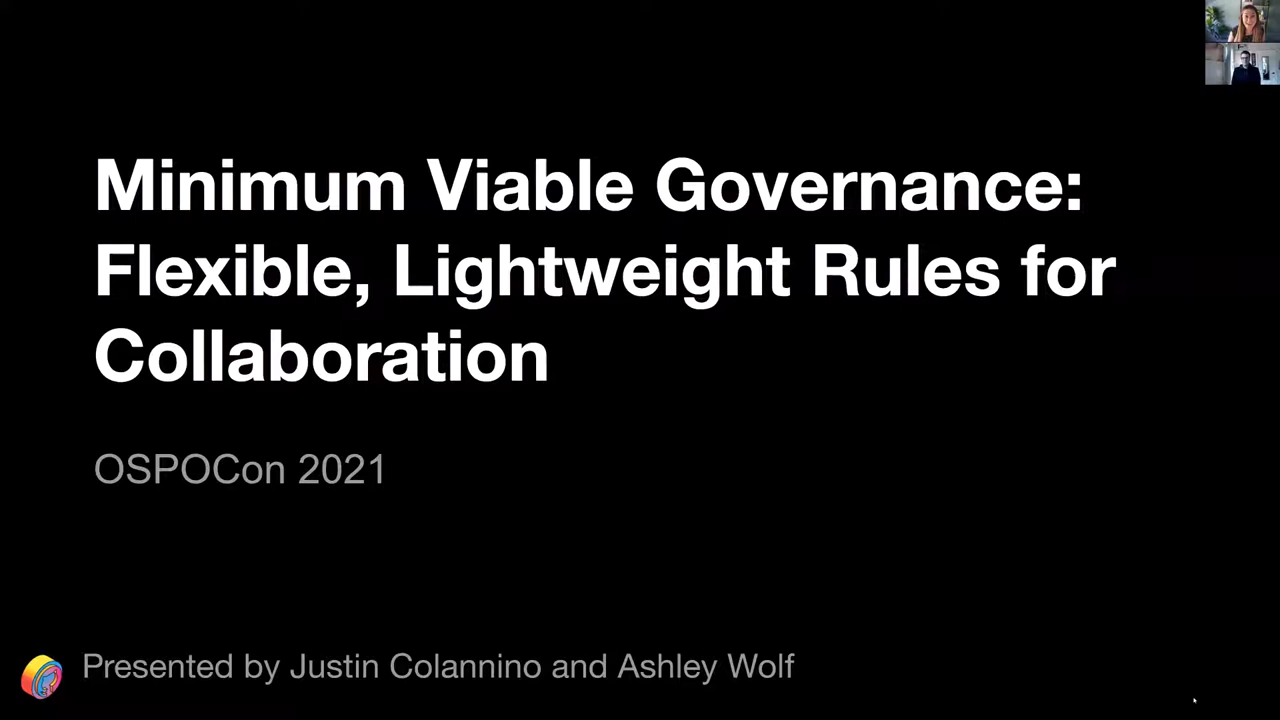 Minimum Viable Governance:
Flexible, Lightweight Rules for
Collaboration
OSPOCon 2021
Presented by Justin Colannino and Ashley Wolf